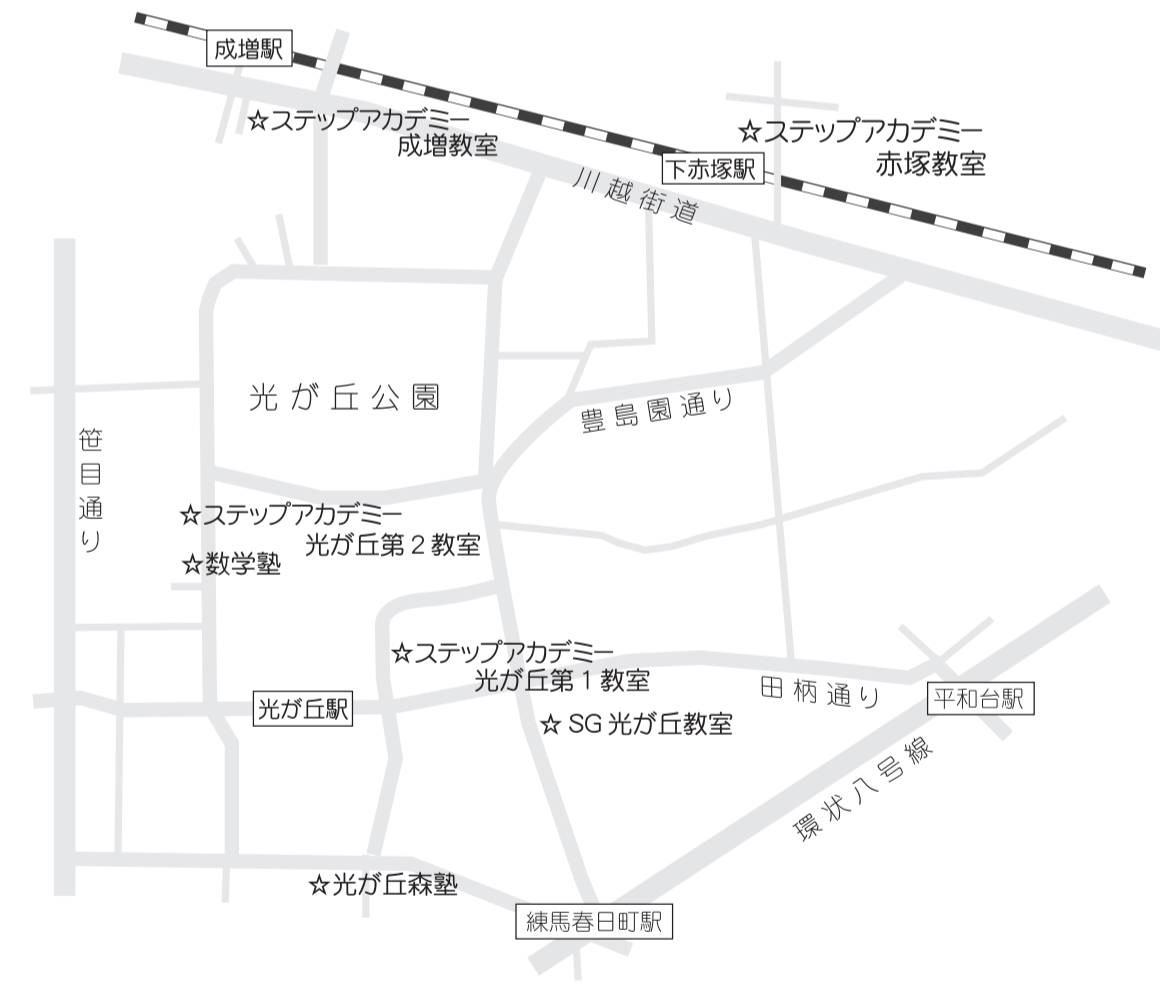 成増駅
☆ステップアカデミー
成増教室
☆ステップアカデミー
赤塚教室
下赤塚駅
川越街道
光が丘公園
豊島園通り
笹目通り
☆ステップアカデミー
光が丘第2教室
☆数学塾
☆ステップアカデミー
光が丘第1教室
田柄通り
平和台駅
光が丘駅
☆SG光が丘教室
環状八号線
☆光が丘森塾
練馬春日町駅